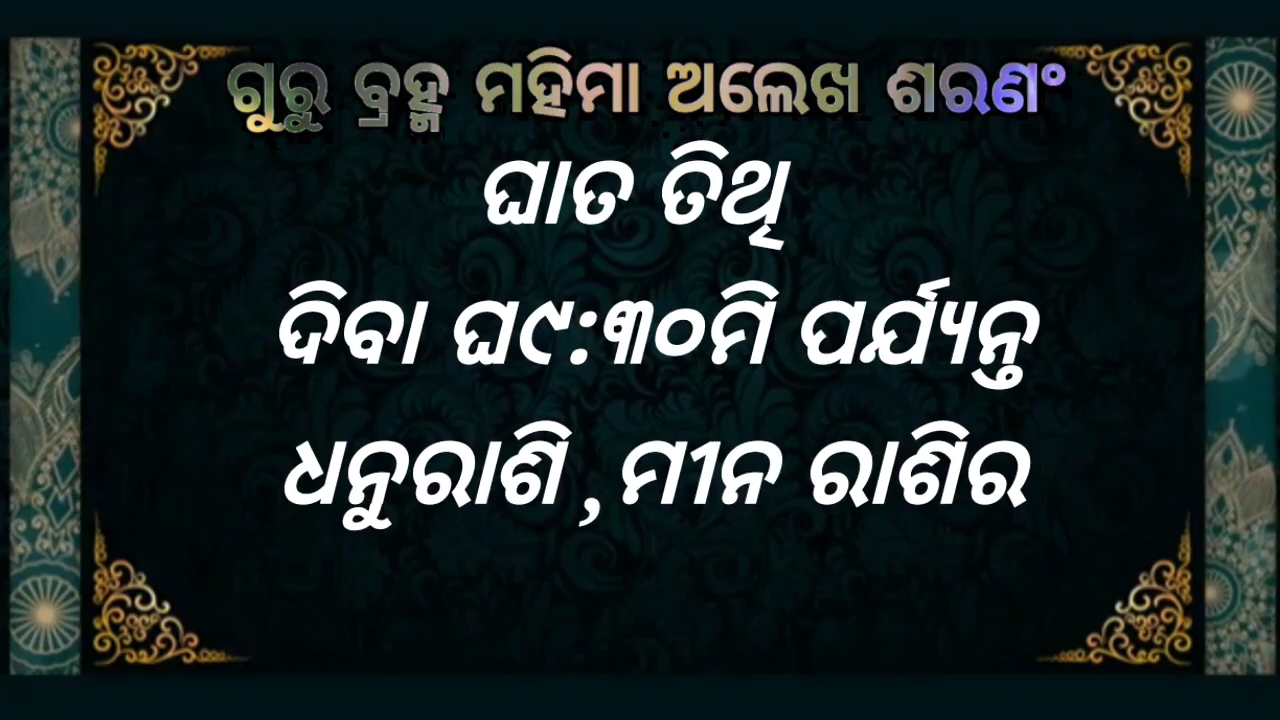 ଗୁରୁ ବ୍ରହ୍ମ ମହିମା ଅଲେଖ ଶରଣଂ
ଘାତ ତିଥି
ଦିବା ଘ୯:୩୦ମି ପର୍ଯ୍ୟନ୍ତ
ଧନୁରାଶି , ମୀନ ରାଶିର